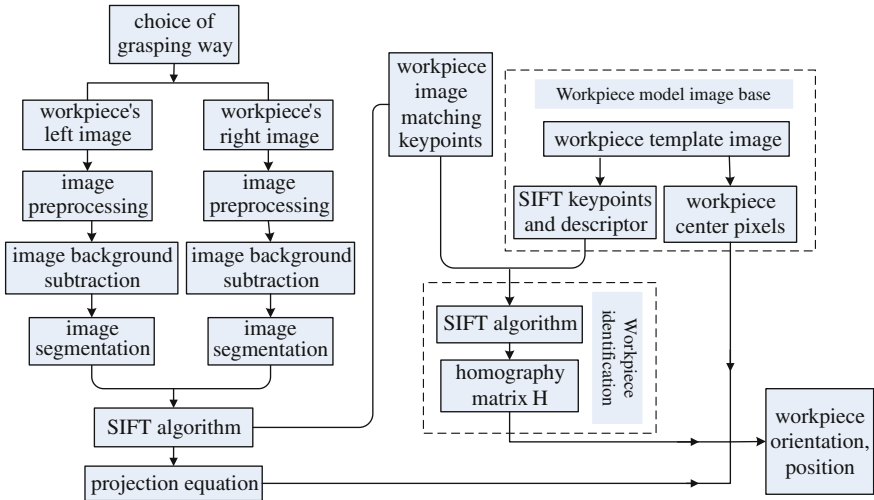 choice of
grasping way
workpiece's
left image
workpiece's
right image
image
preprocessing
image
preprocessing
image background
subtraction
image background
subtraction
image
segmentation
image
segmentation
SIFT algorithm
projection equation
workpiece
image
matching
keypoints
Workpiece model image base
workpiece template image
SIFT keypoints
and descriptor
workpiece
center pixels
SIFT algorithm
homography
matrix H
Workpiece
identification
workpiece
orientation,
position